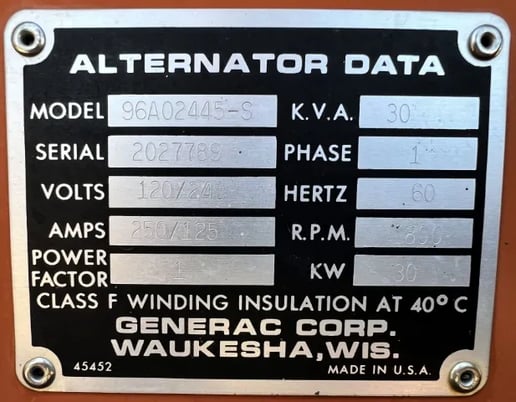 ALTERNATOR DATA
MODEL 96A02445-S K.V.A. 30
SERIAL 2027789 PHASE 1
VOLTS 120/240 HERTZ 60
AMPS 250/125 R.P.M.
POWER FACTOR 1 KW 30
CLASS F WINDING INSULATION AT 40° C
GENERAC CORP.
WAUKESHA, WIS.
45452 MADE IN U.S.A.